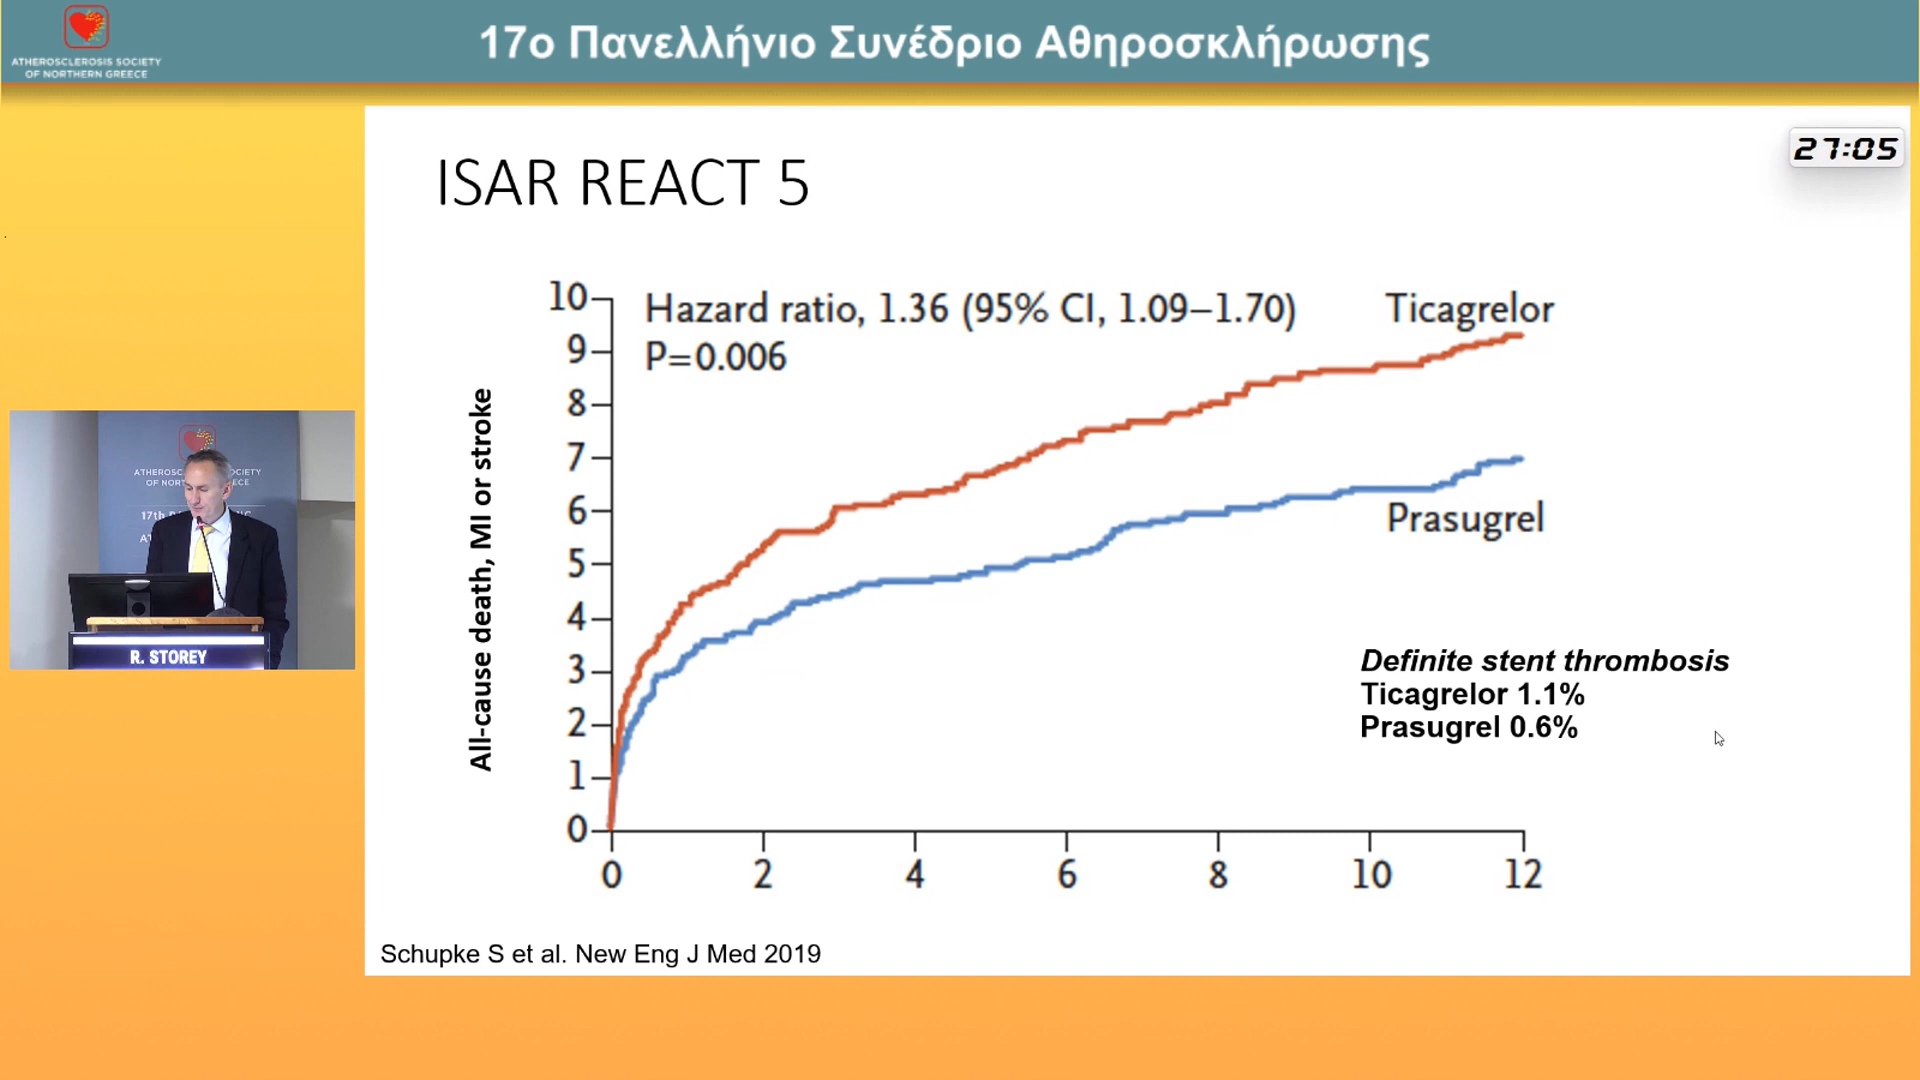 ATHEROSCLEROSIS SOCIETY
OF NORTHERN GREECE
17ο Πανελλήνιο Συνέδριο Αθηροσκλήρωσης
27:05
ISAR REACT 5
Hazard ratio, 1.36 (95% CI, 1.09–1.70)
P=0.006
Ticagrelor
Prasugrel
All-cause death, MI or stroke
10
9
8
7
6
5
4
3
2
1
0
0 2 4 6 8 10 12
Definite stent thrombosis
Ticagrelor 1.1%
Prasugrel 0.6%
Schupke S et al. New Eng J Med 2019
17th
R. STOREY